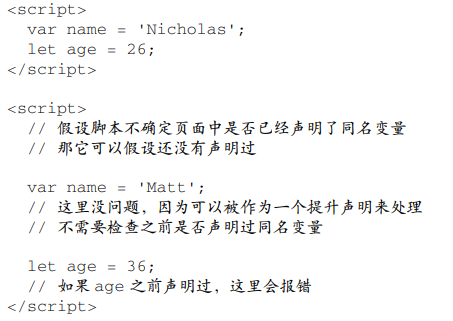 <script>
var name = 'Nicholas';
let age = 26;
</script>
<script>
// 假设脚本不确定页面中是否已经声明了同名变量
// 那它可以假设还没有声明过
var name = 'Matt';
// 这里没问题，因为可以被作为一个提升声明来处理
// 不需要检查之前是否声明过同名变量
let age = 36;
// 如果 age 之前声明过，这里会报错
</script>